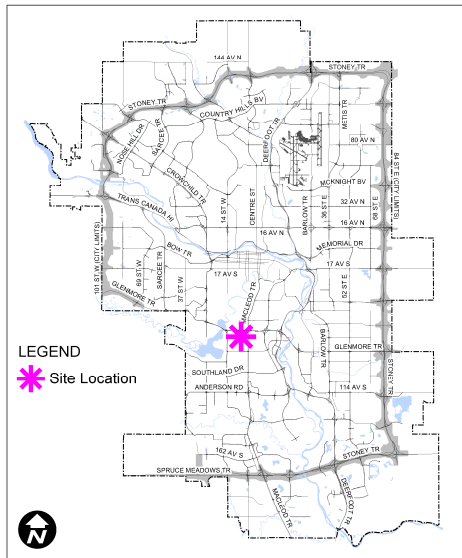 144 AV N
STONEY TR
STONEY TR
COUNTRY HILLS BV
NOSE HILL DR
SARCEE TR
DEERFOOT TR
METIS TR
80 AV N
CROWCHILD TR
MCKNIGHT BV
84 ST E (CITY LIMITS)
TRANS CANADA HI
14 ST W
CENTRE ST
BARLOW TR
36 ST E
32 AV N
68 ST E
16 AV N
16 AV N
101 ST W (CITY LIMITS)
BOW TR
MEMORIAL DR
69 ST W
SARCEE TR
37 ST W
17 AV S
17 AV S
52 ST E
GLENMORE TR
MACLEOD TR
BARLOW TR
GLENMORE TR
LEGEND
Site Location
SOUTHLAND DR
ANDERSON RD
114 AV S
STONEY TR
162 AV S
STONEY TR
SPRUCE MEADOWS TR
MACLEOD TR
DEERFOOT TR
N